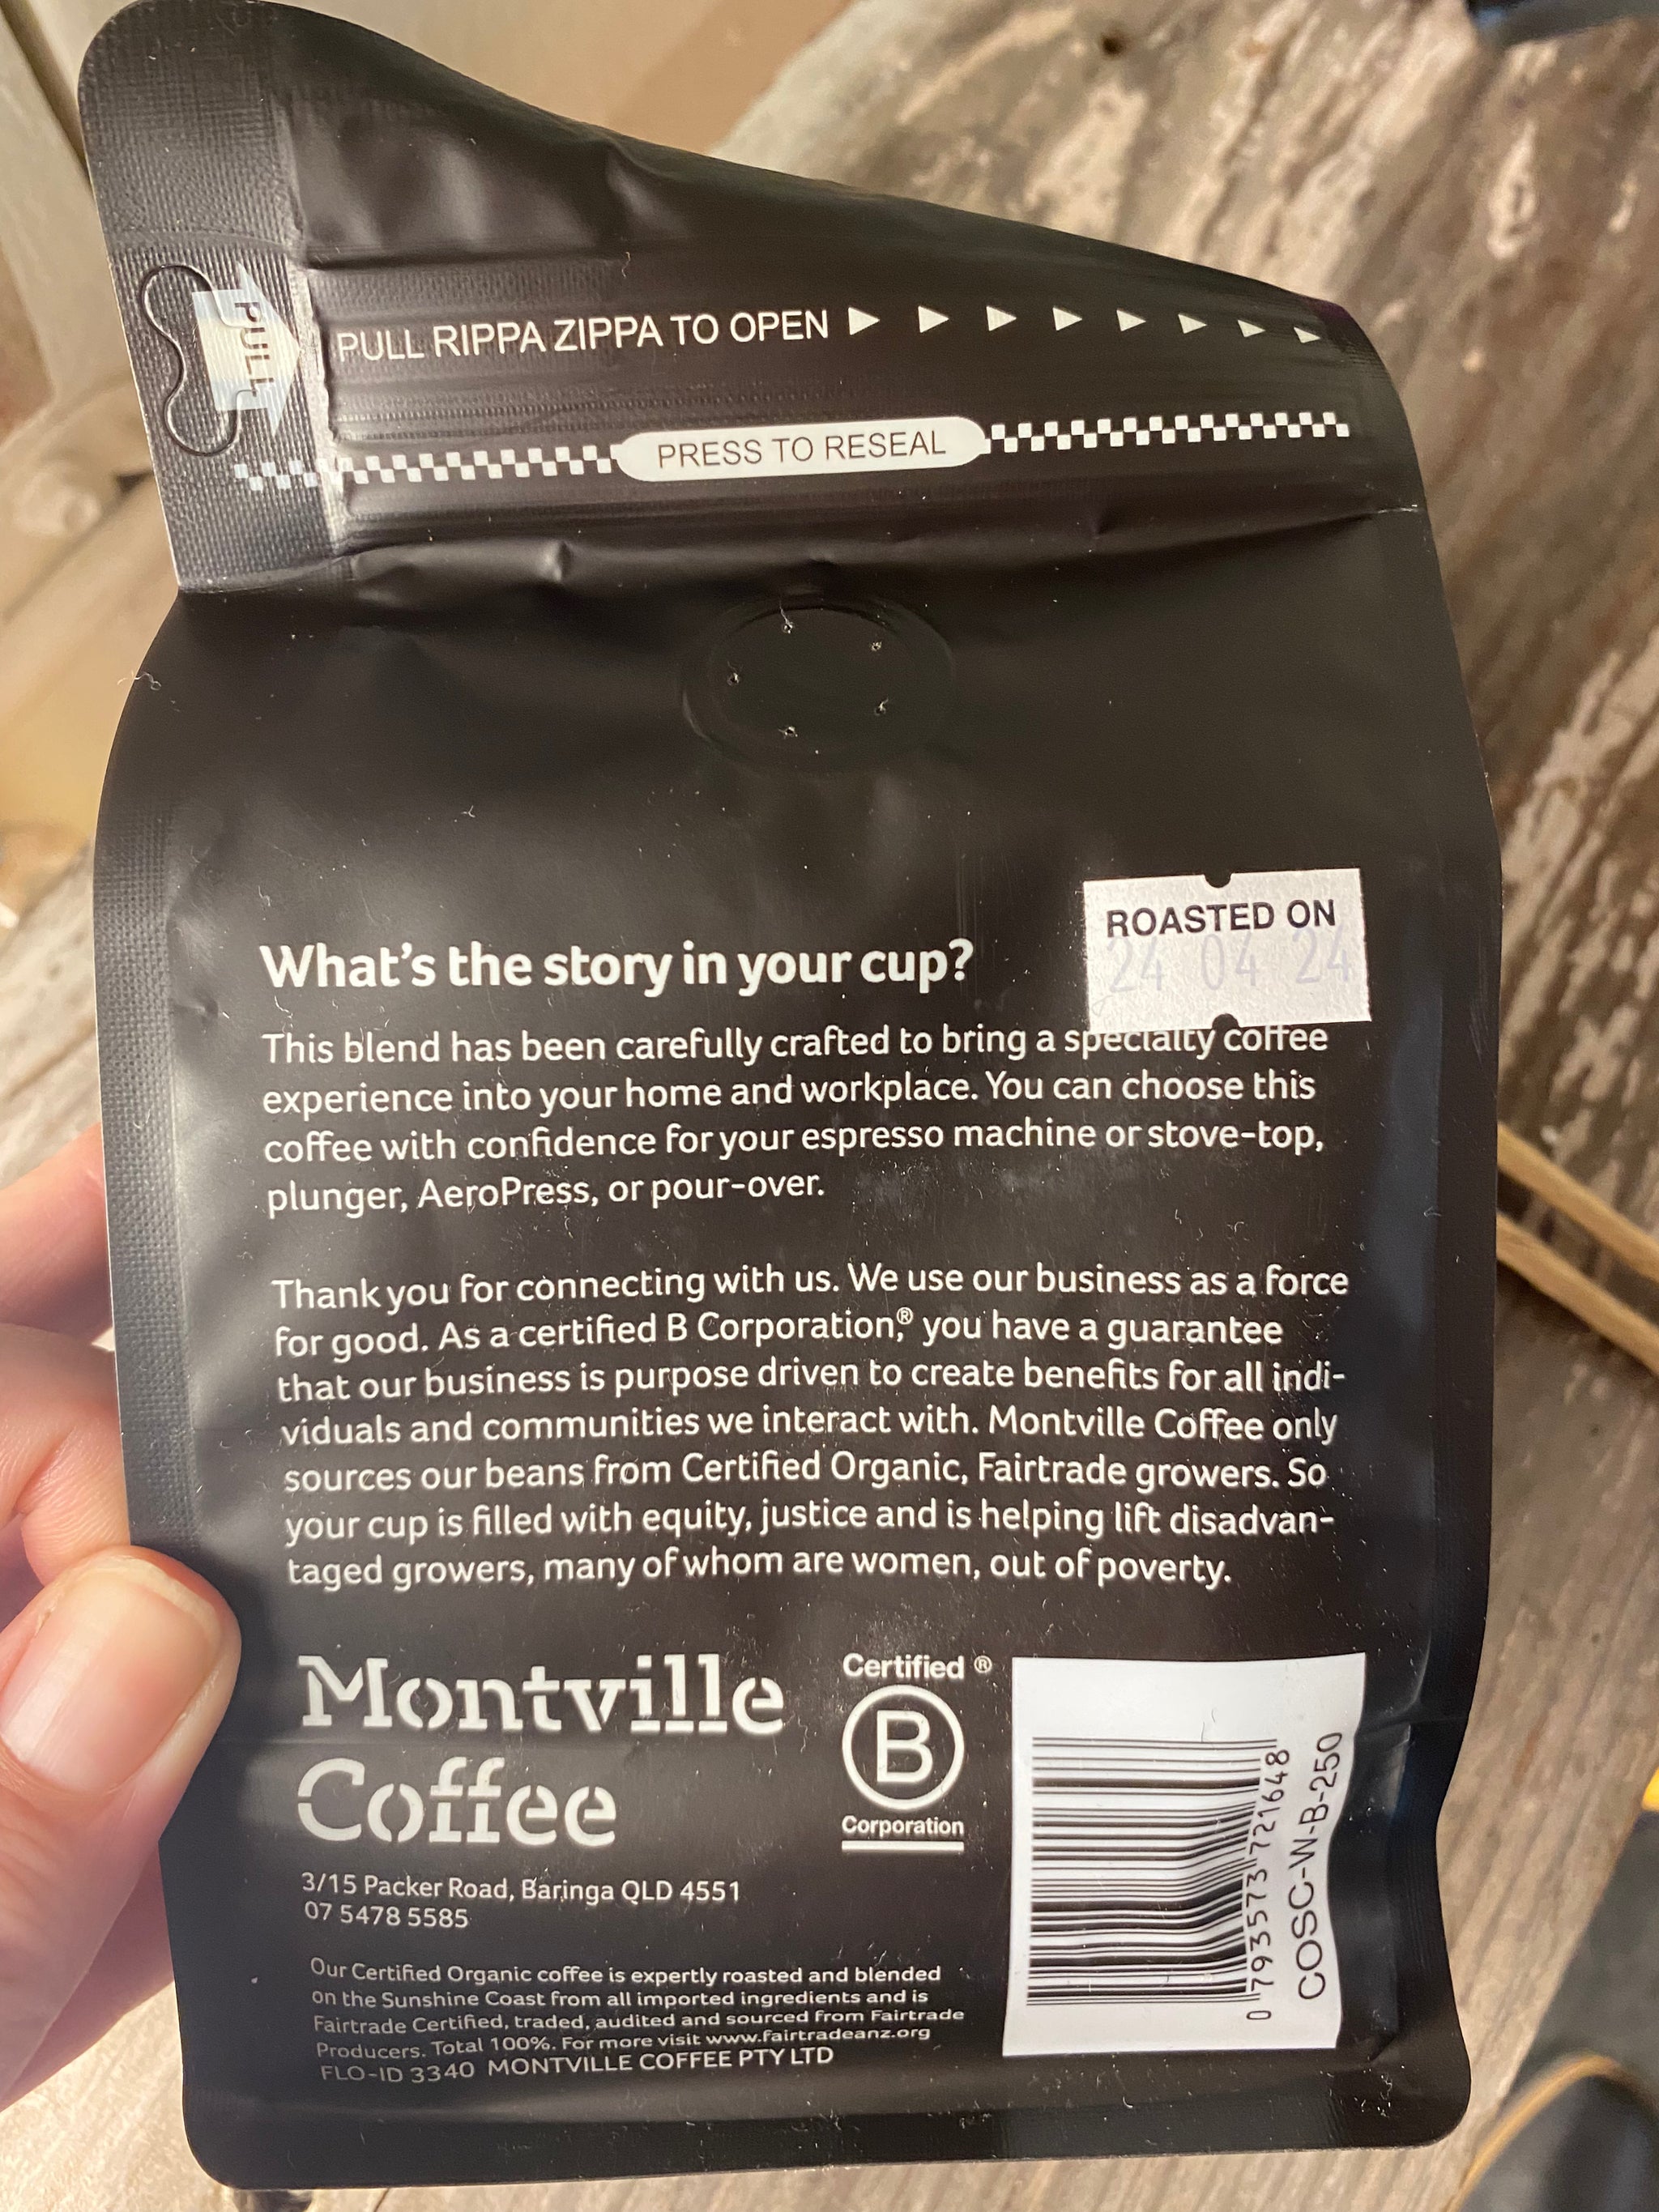 PULL
PULL RIPPA ZIPPA TO OPEN
PRESS TO RESEAL
ROASTED ON
24 04 24
What's the story in your cup?
This blend has been carefully crafted to bring a specialty coffee
experience into your home and workplace. You can choose this
coffee with confidence for your espresso machine or stove-top,
plunger, AeroPress, or pour-over.
Thank you for connecting with us. We use our business as a force
for good. As a certified B Corporation,® you have a guarantee
that our business is purpose driven to create benefits for all indi-
viduals and communities we interact with. Montville Coffee only
sources our beans from Certified Organic, Fairtrade growers. So
your cup is filled with equity, justice and is helping lift disadvan-
taged growers, many of whom are women, out of poverty.
Montville
Coffee
3/15 Packer Road, Baringa QLD 4551
07 5478 5585
Certified ®
B
Corporation
Our Certified Organic coffee is expertly roasted and blended
on the Sunshine Coast from all imported ingredients and is
Fairtrade Certified, traded, audited and sourced from Fairtrade
Producers. Total 100%. For more visit www.fairtradeanz.org
FLO-ID 3340 MONTVILLE COFFEE PTY LTD
0 793573 721648
COSC-W-B-250